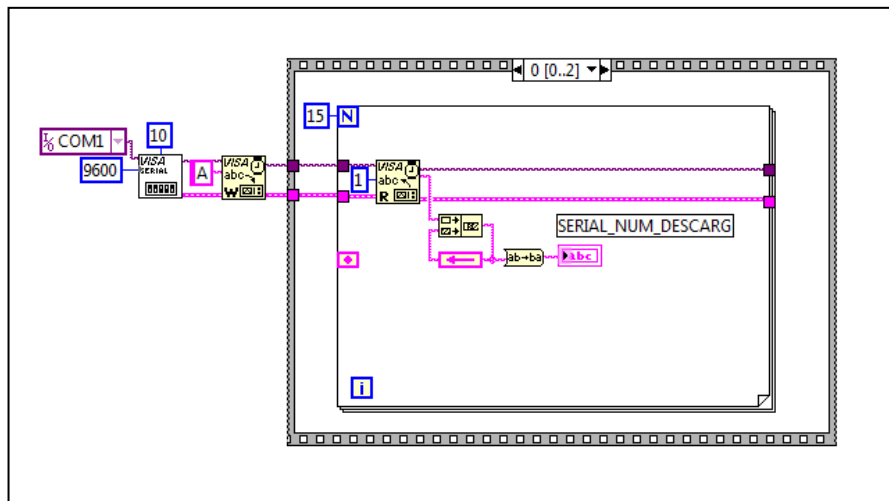 0 [0..2]
15 N
I/O COM1
10
9600
VISA
SERIAL
A
VISA
abc
W
VISA
abc
R
1
SERIAL_NUM_DESCARG
ab→ba
abc
i